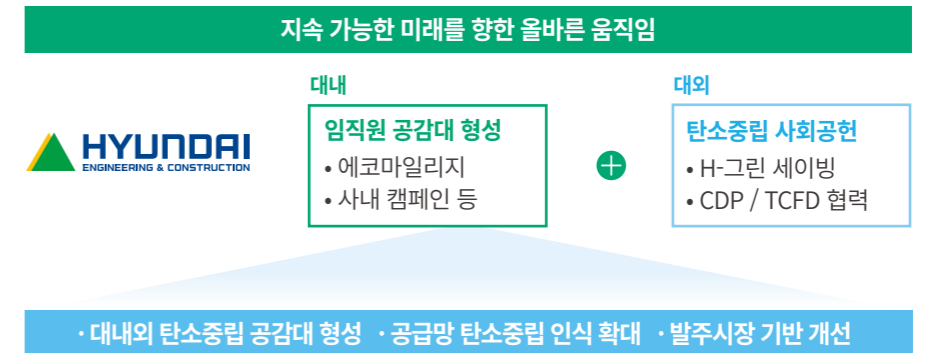 지속 가능한 미래를 향한 올바른 움직임
HYUNDAI
ENGINEERING & CONSTRUCTION
대내
임직원 공감대 형성
• 에코마일리지
• 사내 캠페인 등
+
대외
탄소중립 사회공헌
• H-그린 세이빙
• CDP / TCFD 협력
· 대내외 탄소중립 공감대 형성 · 공급망 탄소중립 인식 확대 · 발주시장 기반 개선